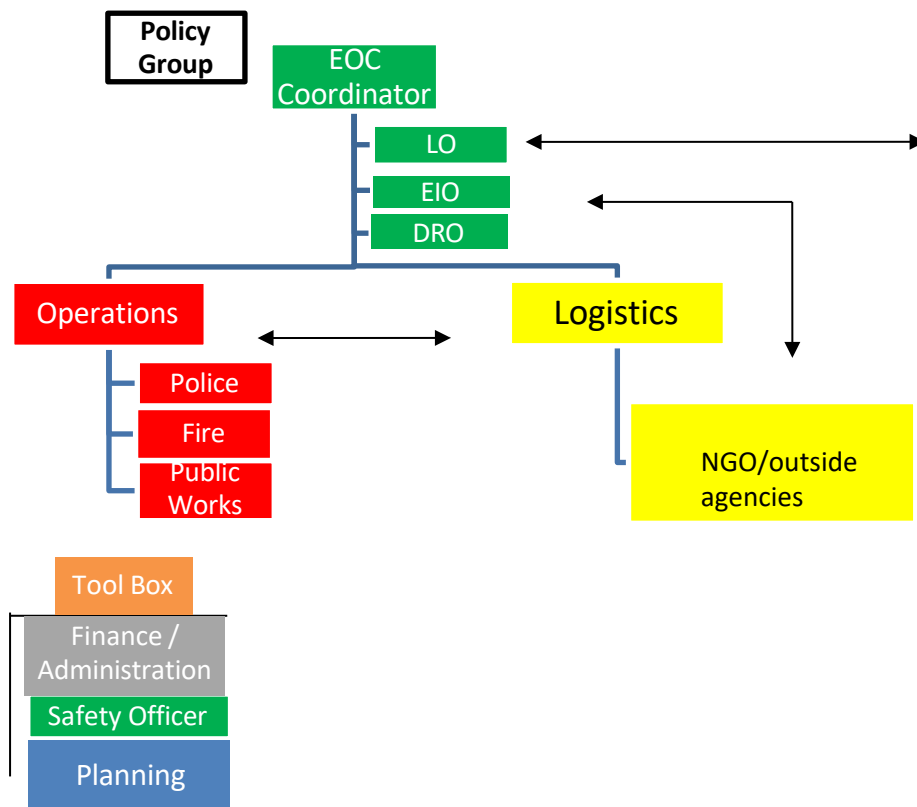 Policy
Group
EOC
Coordinator
LO
EIO
DRO
Operations
Logistics
Police
Fire
Public
Works
NGO/outside
agencies
Tool Box
Finance /
Administration
Safety Officer
Planning